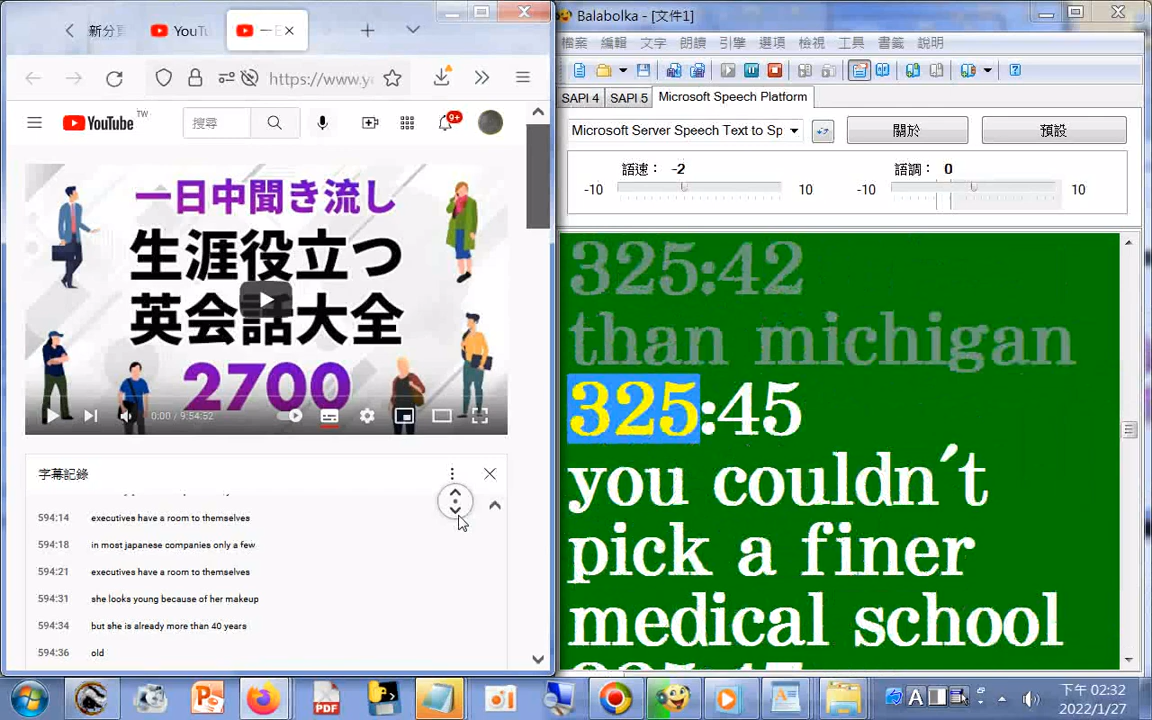 新分
YouTu
一 E
https://www.y
YouTube TW
搜尋
9+
一日中聞き流し
生涯役立つ
英会話大全
2700
0:00 / 9:54:52
字幕記錄
594:14 executives have a room to themselves
594:18 in most japanese companies only a few
594:21 executives have a room to themselves
594:31 she looks young because of her makeup
594:34 but she is already more than 40 years
594:36 old
Balabolka - [文件1]
檔案 編輯 文字 朗讀 引擎 選項 檢視 工具 書籤 說明
SAPI 4 SAPI 5 Microsoft Speech Platform
Microsoft Server Speech Text to Sp
關於 預設
語速： -2 語調： 0
-10 10 -10 10
325:42
than michigan
325:45
you couldn't
pick a finer
medical school
PDF
A
下午 02:32
2022/1/27